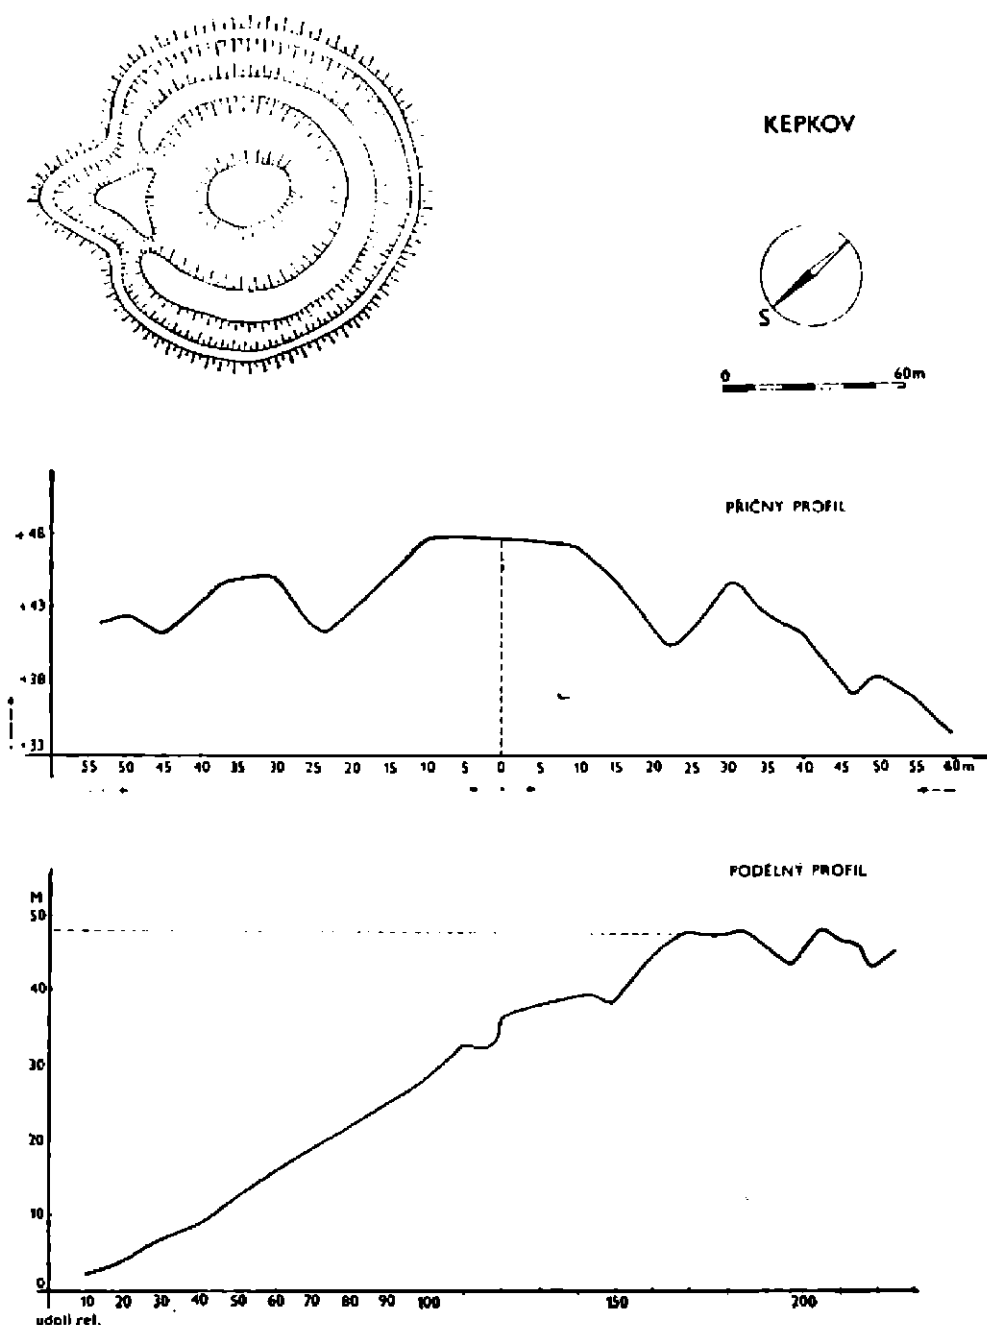 KEPKOV
S
0 60m
PŘÍČNÝ PROFIL
+48
+43
+38
+33
55 50 45 40 35 30 25 20 15 10 5 0 5 10 15 20 25 30 35 40 45 50 55 60m
PODÉLNÝ PROFIL
M
50
40
30
20
10
0
10 20 30 40 50 60 70 80 90 100 150 200
údolí rel.